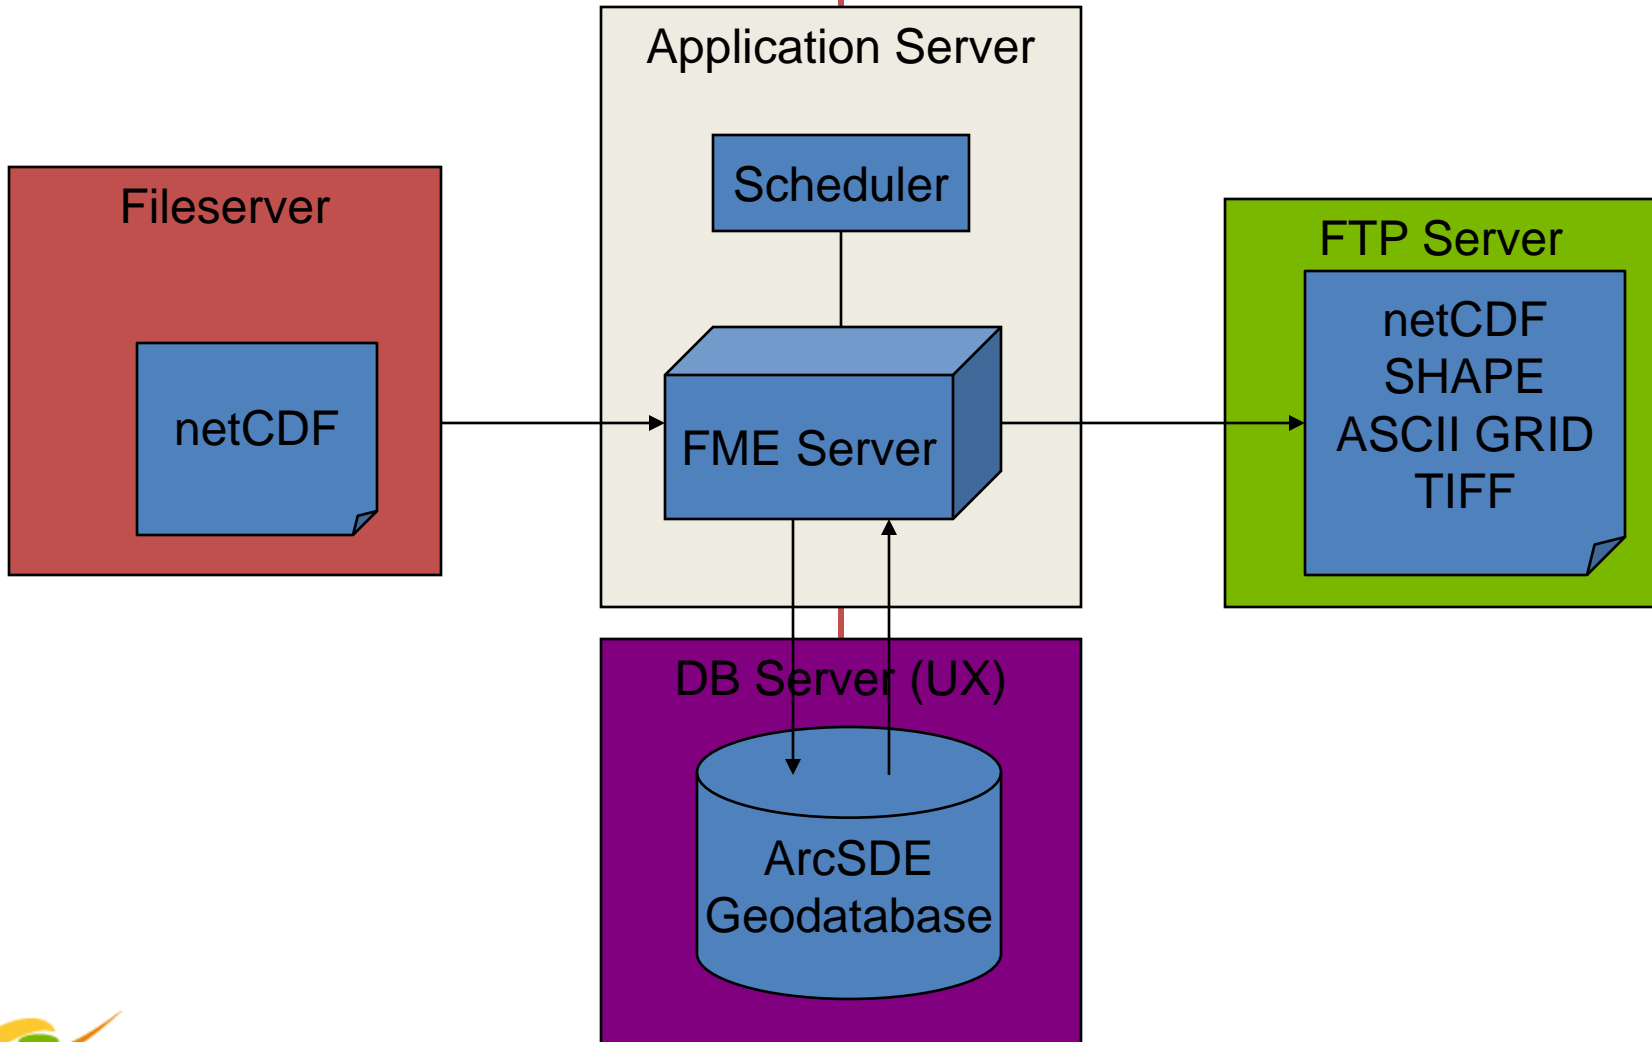 Application Server
Scheduler
Fileserver
FTP Server
netCDF
SHAPE
ASCII GRID
TIFF
netCDF
FME Server
DB Server (UX)
ArcSDE
Geodatabase